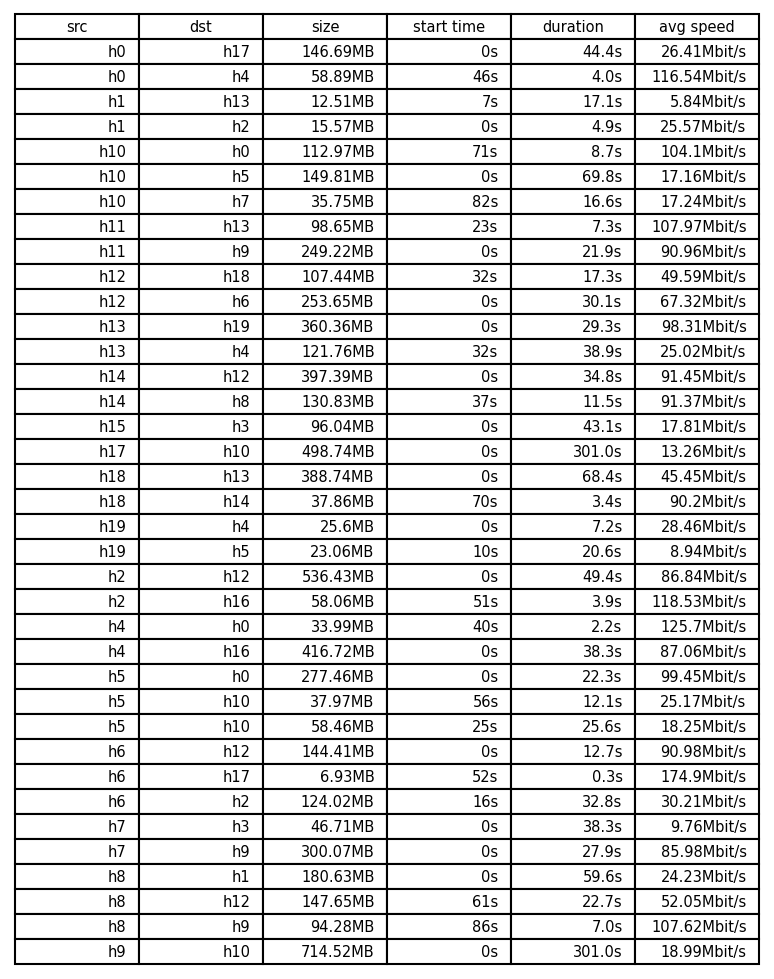 src dst size start time duration avg speed
h0 h17 146.69MB 0s 44.4s 26.41Mbit/s
h0 h4 58.89MB 46s 4.0s 116.54Mbit/s
h1 h13 12.51MB 7s 17.1s 5.84Mbit/s
h1 h2 15.57MB 0s 4.9s 25.57Mbit/s
h10 h0 112.97MB 71s 8.7s 104.1Mbit/s
h10 h5 149.81MB 0s 69.8s 17.16Mbit/s
h10 h7 35.75MB 82s 16.6s 17.24Mbit/s
h11 h13 98.65MB 23s 7.3s 107.97Mbit/s
h11 h9 249.22MB 0s 21.9s 90.96Mbit/s
h12 h18 107.44MB 32s 17.3s 49.59Mbit/s
h12 h6 253.65MB 0s 30.1s 67.32Mbit/s
h13 h19 360.36MB 0s 29.3s 98.31Mbit/s
h13 h4 121.76MB 32s 38.9s 25.02Mbit/s
h14 h12 397.39MB 0s 34.8s 91.45Mbit/s
h14 h8 130.83MB 37s 11.5s 91.37Mbit/s
h15 h3 96.04MB 0s 43.1s 17.81Mbit/s
h17 h10 498.74MB 0s 301.0s 13.26Mbit/s
h18 h13 388.74MB 0s 68.4s 45.45Mbit/s
h18 h14 37.86MB 70s 3.4s 90.2Mbit/s
h19 h4 25.6MB 0s 7.2s 28.46Mbit/s
h19 h5 23.06MB 10s 20.6s 8.94Mbit/s
h2 h12 536.43MB 0s 49.4s 86.84Mbit/s
h2 h16 58.06MB 51s 3.9s 118.53Mbit/s
h4 h0 33.99MB 40s 2.2s 125.7Mbit/s
h4 h16 416.72MB 0s 38.3s 87.06Mbit/s
h5 h0 277.46MB 0s 22.3s 99.45Mbit/s
h5 h10 37.97MB 56s 12.1s 25.17Mbit/s
h5 h10 58.46MB 25s 25.6s 18.25Mbit/s
h6 h12 144.41MB 0s 12.7s 90.98Mbit/s
h6 h17 6.93MB 52s 0.3s 174.9Mbit/s
h6 h2 124.02MB 16s 32.8s 30.21Mbit/s
h7 h3 46.71MB 0s 38.3s 9.76Mbit/s
h7 h9 300.07MB 0s 27.9s 85.98Mbit/s
h8 h1 180.63MB 0s 59.6s 24.23Mbit/s
h8 h12 147.65MB 61s 22.7s 52.05Mbit/s
h8 h9 94.28MB 86s 7.0s 107.62Mbit/s
h9 h10 714.52MB 0s 301.0s 18.99Mbit/s